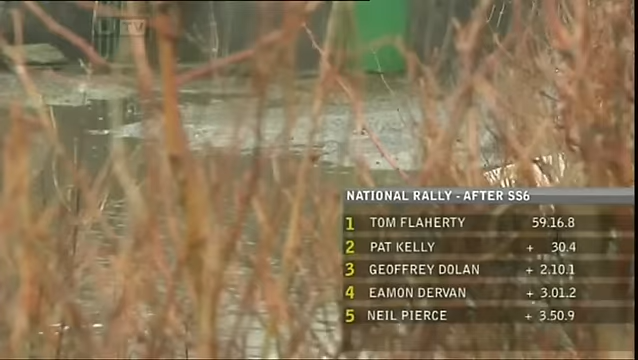 UTV
NATIONAL RALLY - AFTER SS6
1 TOM FLAHERTY 59.16.8
2 PAT KELLY + 30.4
3 GEOFFREY DOLAN + 2.10.1
4 EAMON DERVAN + 3.01.2
5 NEIL PIERCE + 3.50.9